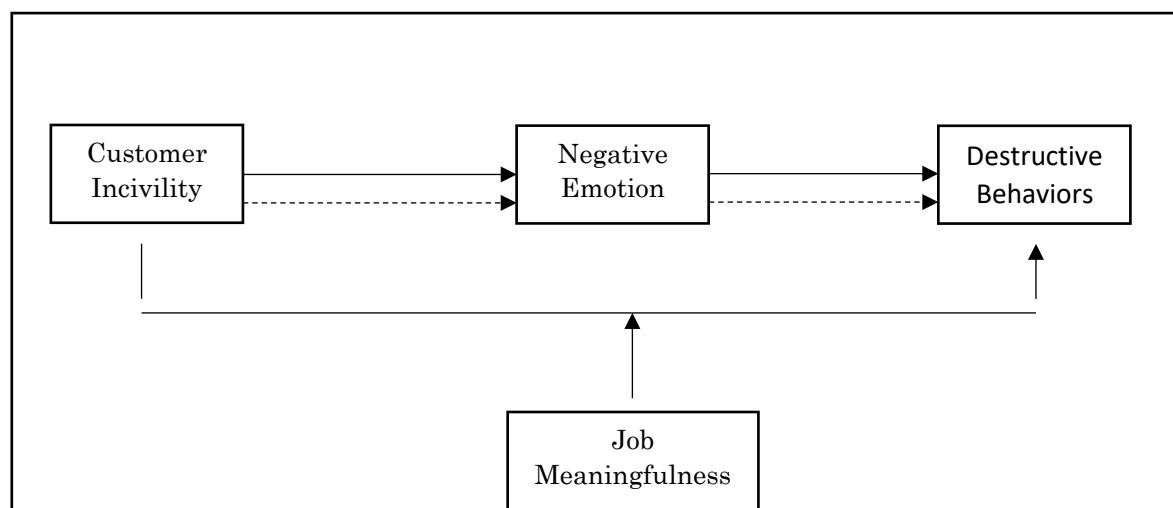 Customer
Incivility
Negative
Emotion
Destructive
Behaviors
Job
Meaningfulness